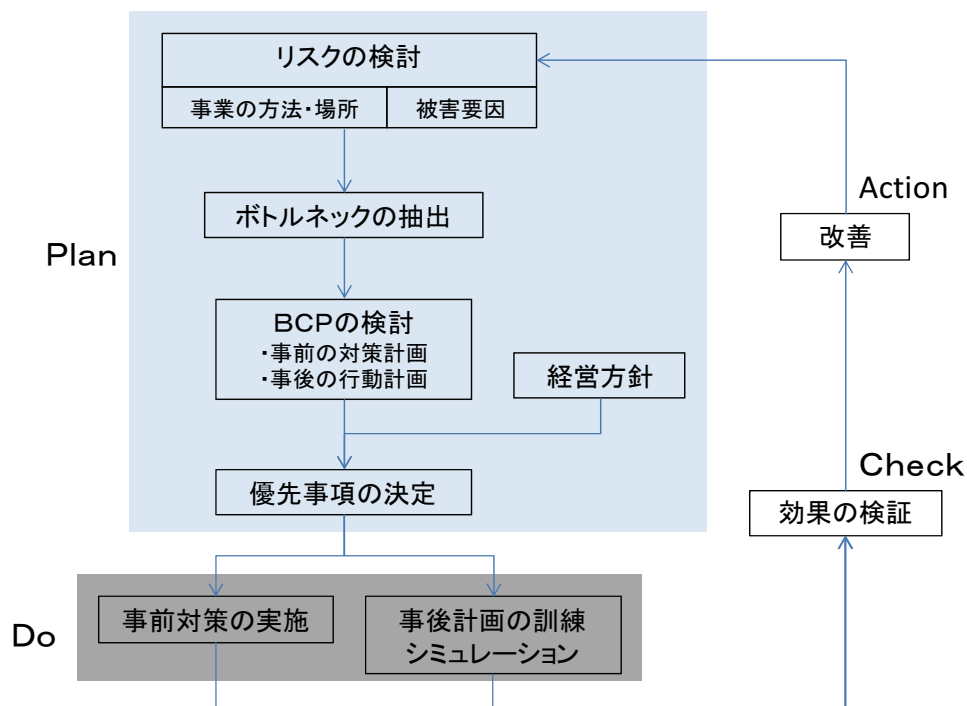 リスクの検討
事業の方法・場所
被害要因
Action
ボトルネックの抽出
改善
Plan
BCPの検討
・事前の対策計画
・事後の行動計画
経営方針
Check
優先事項の決定
効果の検証
Do
事前対策の実施
事後計画の訓練
シミュレーション